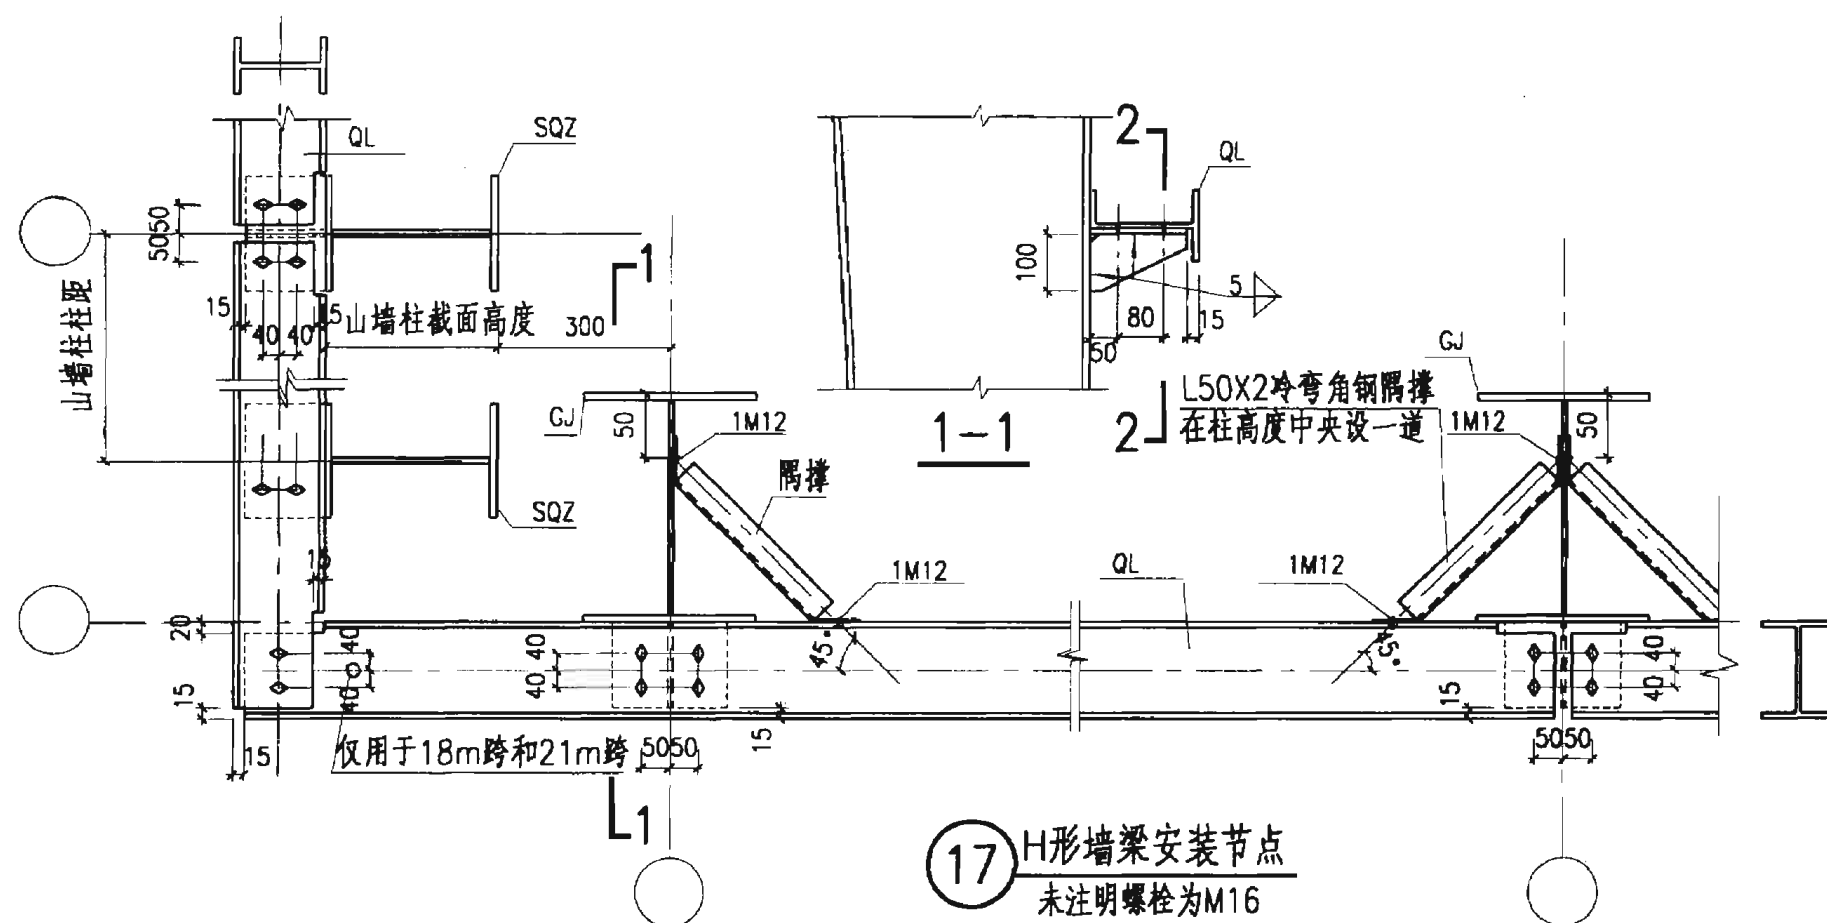 QL
SQZ
2
QL
5050
1
100
5
山墙柱柱距
15
5
山墙柱截面高度
300
80
15
40 40
50
GJ
GJ
L50X2冷弯角钢隅撑
在柱高度中央设一道
2
1-1
50
1M12
1M12
50
隅撑
SQZ
15
1M12
QL
1M12
20
40
40
45°
45°
40
40
40
40
15
15
15
15
仅用于18m跨和21m跨
5050
5050
1
17
H形墙梁安装节点
未注明螺栓为M16